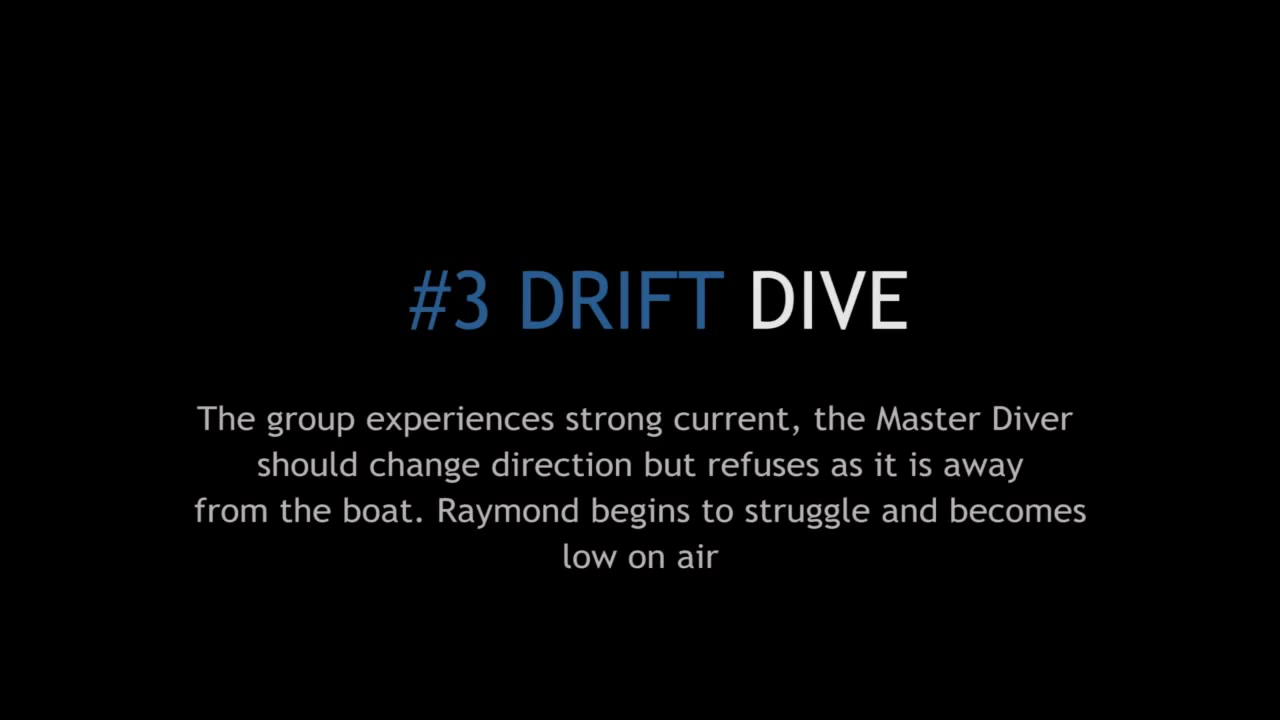 #3 DRIFT DIVE
The group experiences strong current, the Master Diver
should change direction but refuses as it is away
from the boat. Raymond begins to struggle and becomes
low on air